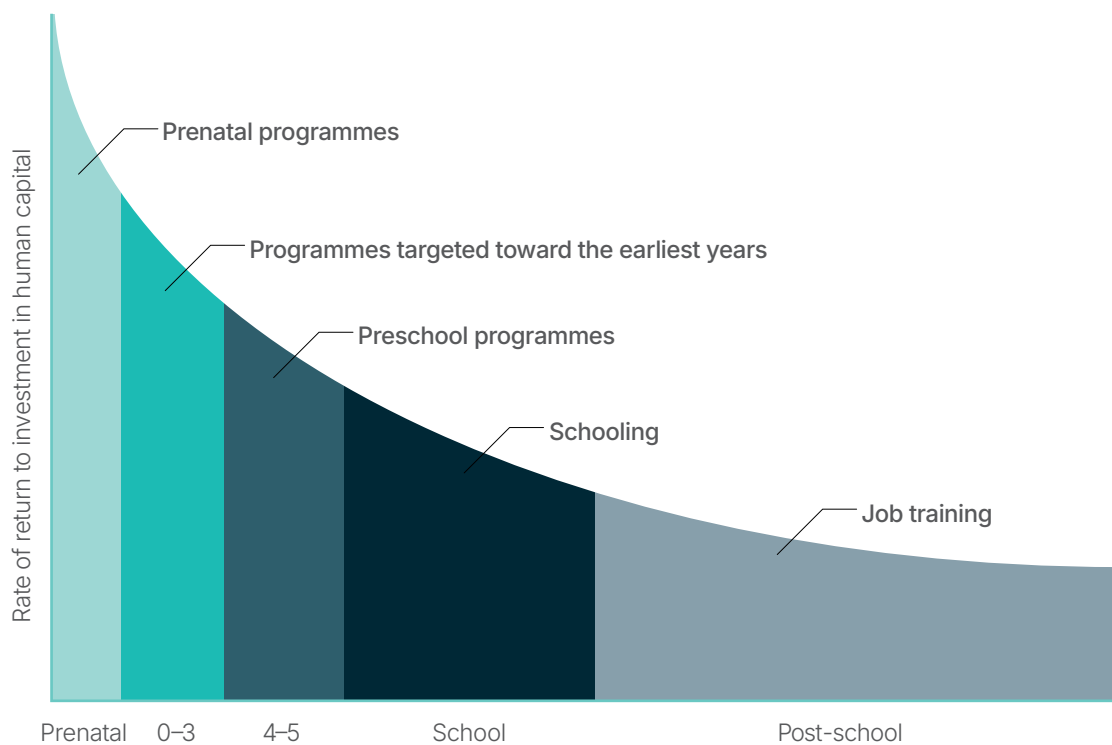 Rate of return to investment in human capital
Prenatal programmes
Programmes targeted toward the earliest years
Preschool programmes
Schooling
Job training
Prenatal
0–3
4–5
School
Post-school